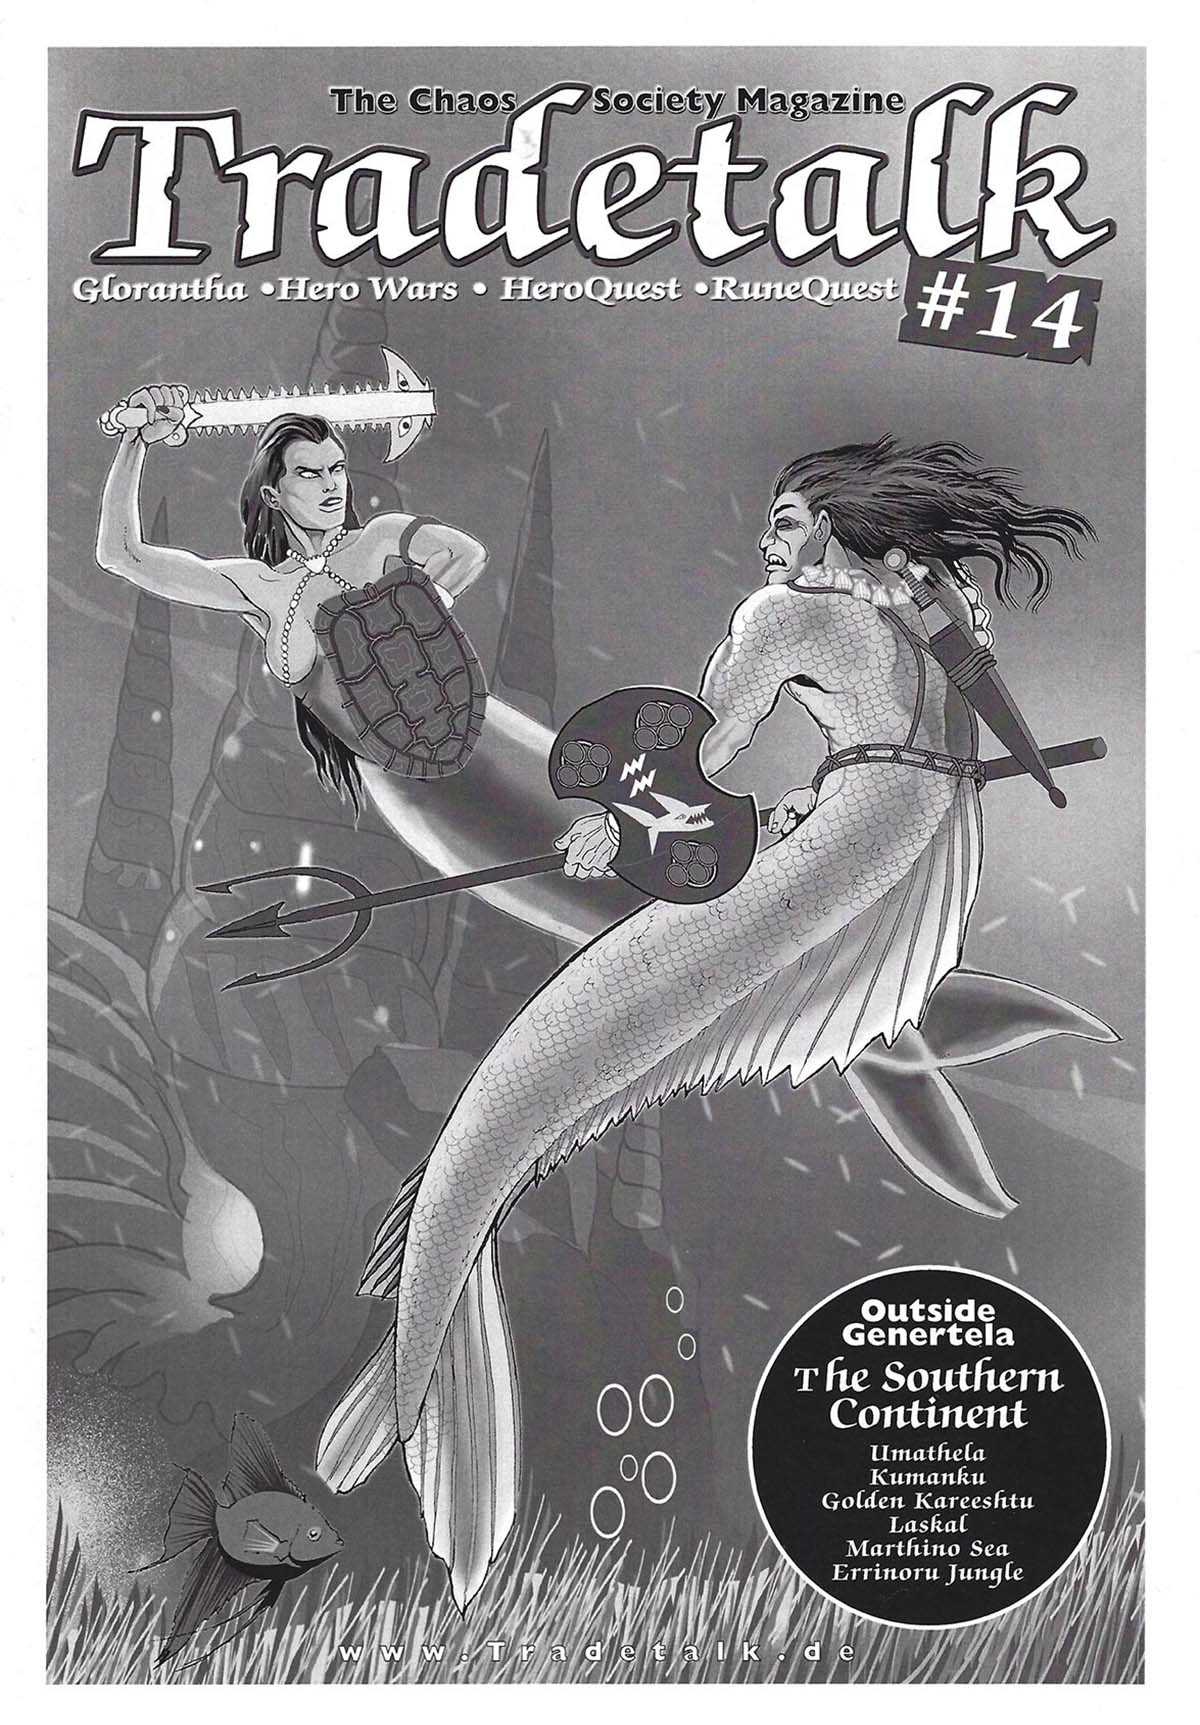 The Chaos Society Magazine
Tradetalk
Glorantha • Hero Wars • HeroQuest • RuneQuest
#14
Outside
Genertela
The Southern
Continent
Umathela
Kumanku
Golden Kareeshtu
Laskal
Marthino Sea
Errinoru Jungle
www.Tradetalk.de